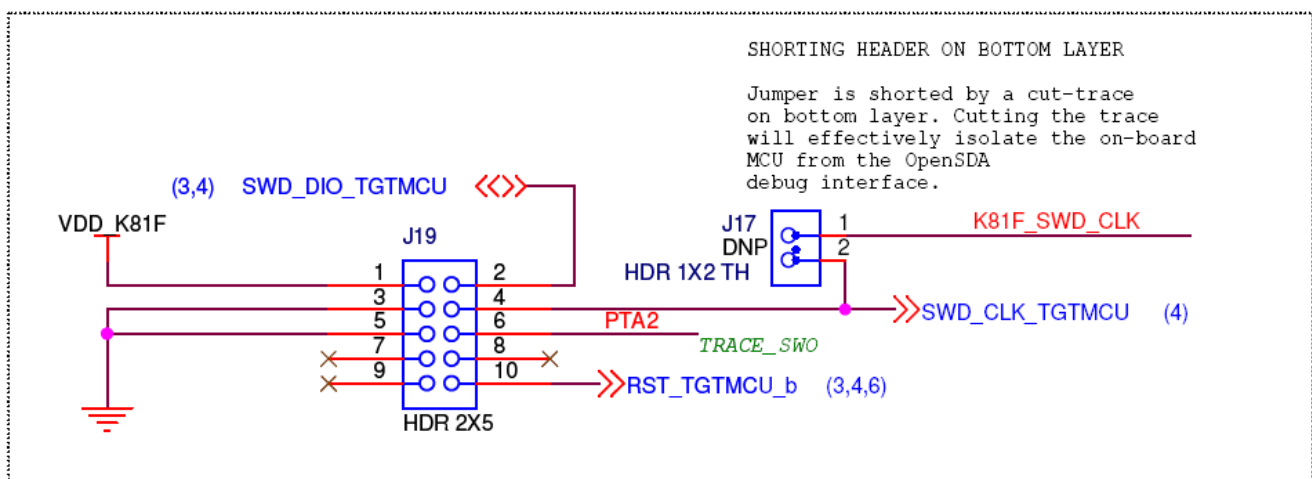 SHORTING HEADER ON BOTTOM LAYER
Jumper is shorted by a cut-trace
on bottom layer. Cutting the trace
will effectively isolate the on-board
MCU from the OpenSDA
debug interface.
(3,4) SWD_DIO_TGTMCU
VDD_K81F
J19
J17
DNP
HDR 1X2 TH
1
2
K81F_SWD_CLK
1 2
3 4
5 6
7 8
9 10
PTA2
TRACE_SWO
SWD_CLK_TGTMCU (4)
RST_TGTMCU_b (3,4,6)
HDR 2X5